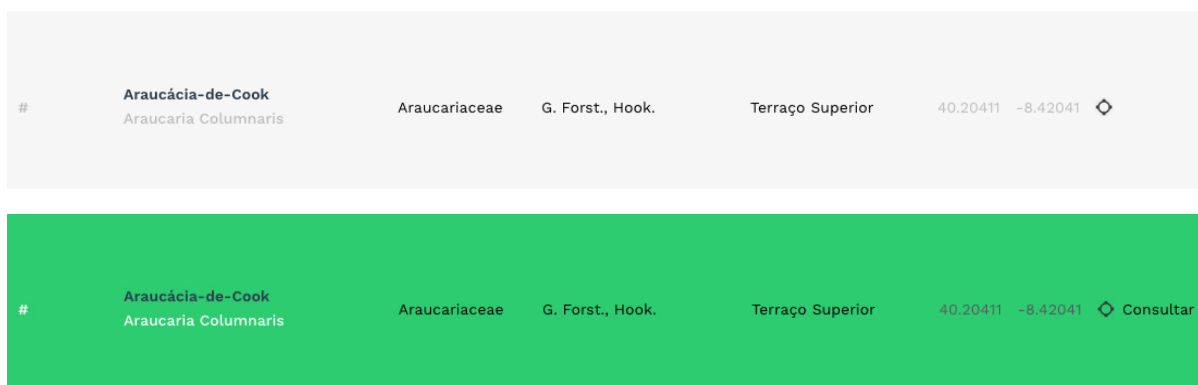 # Araucácia-de-Cook Araucariaceae G. Forst., Hook. Terraço Superior 40.20411 -8.42041
Araucaria Columnaris
# Araucácia-de-Cook Araucariaceae G. Forst., Hook. Terraço Superior 40.20411 -8.42041 Consultar
Araucaria Columnaris